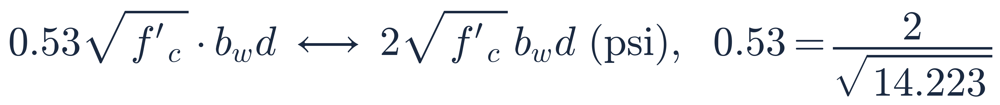 0.53√f′c · b_w d ⟷ 2√f′c b_w d (psi), 0.53 = 2/√14.223